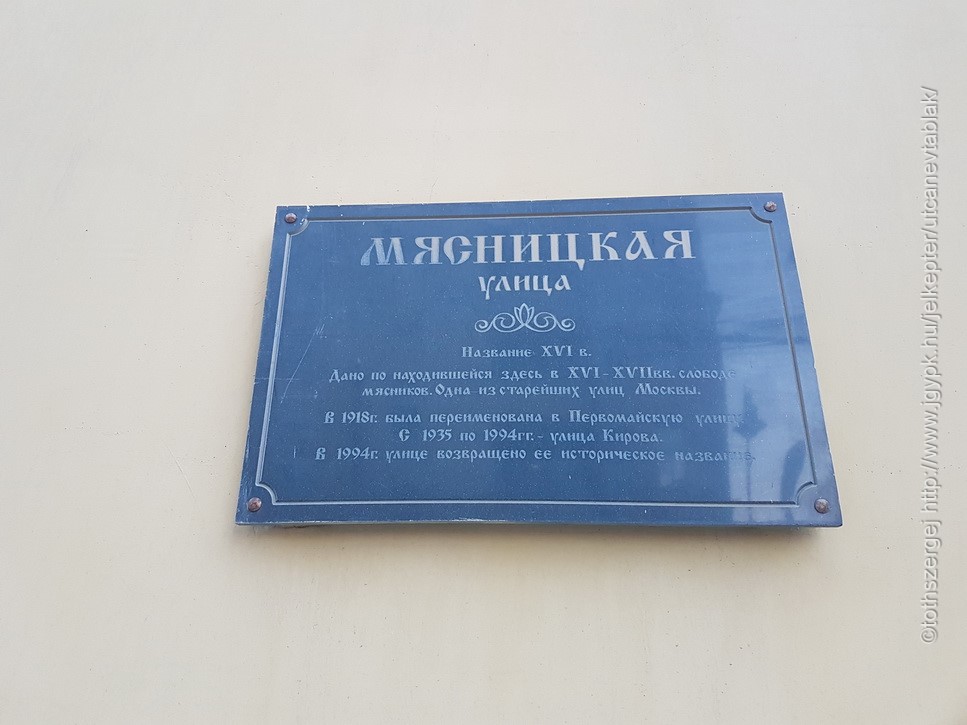 МЯСНИЦКАЯ
улица
Название XVI в.
Дано по находившейся здесь в XVI-XVIIвв. слободе
мясников. Одна из старейших улиц Москвы.
В 1918г. была переименована в Первомайскую улицу.
С 1935 по 1994гг.- улица Кирова.
В 1994г. улице возвращено ее историческое название.
©tothszergej http://www.jgypk.hu/jelkepter/utcanevtablak/